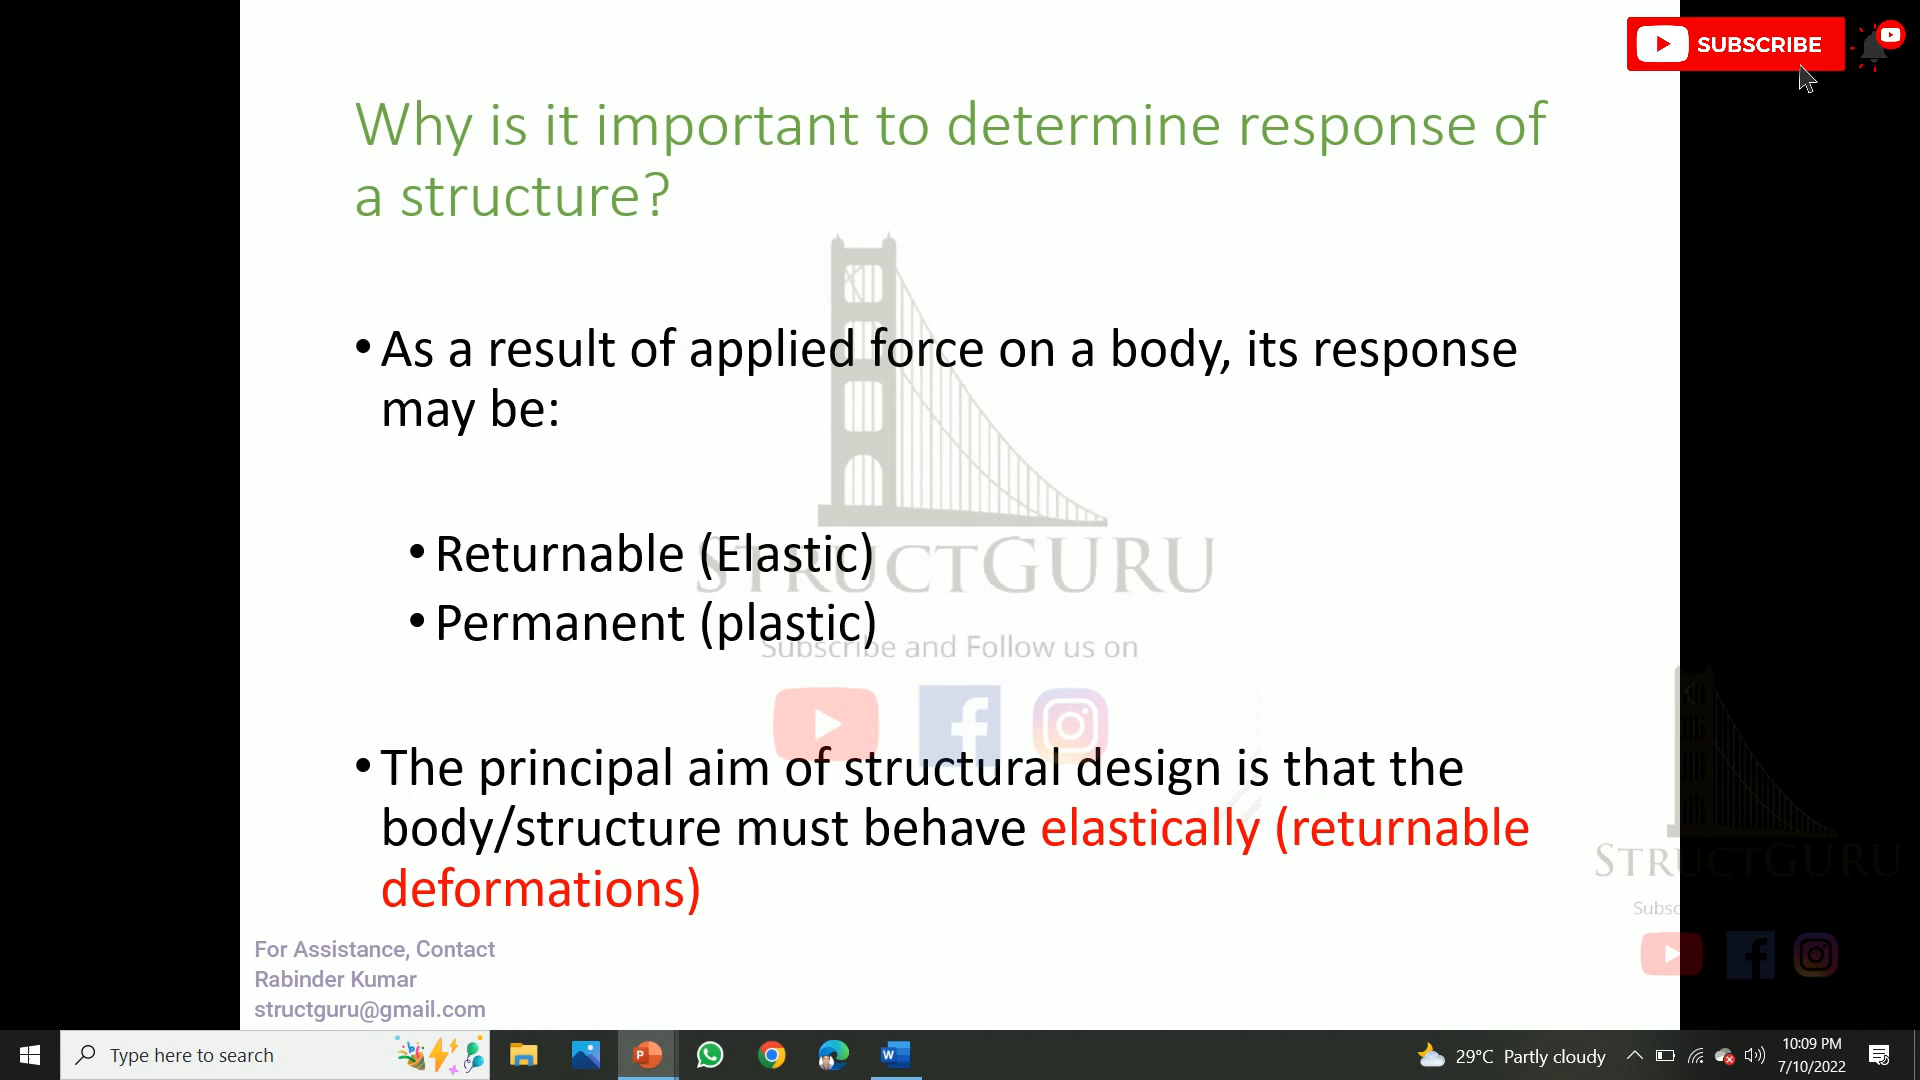 SUBSCRIBE
Why is it important to determine response of
a structure?
• As a result of applied force on a body, its response
may be:
• Returnable (Elastic)
• Permanent (plastic)
STRUCTGURU
Subscribe and Follow us on
• The principal aim of structural design is that the
body/structure must behave elastically (returnable
deformations)
STRUCTGURU
Subsc
For Assistance, Contact
Rabinder Kumar
structguru@gmail.com
Type here to search
29°C Partly cloudy
10:09 PM
7/10/2022